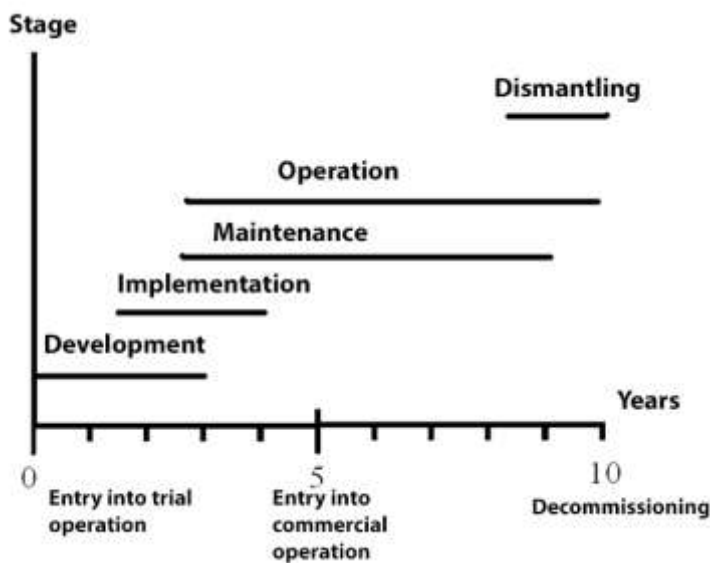 Stage
Dismantling
Operation
Maintenance
Implementation
Development
Years
0
5
10
Entry into trial
operation
Entry into
commercial
operation
Decommissioning